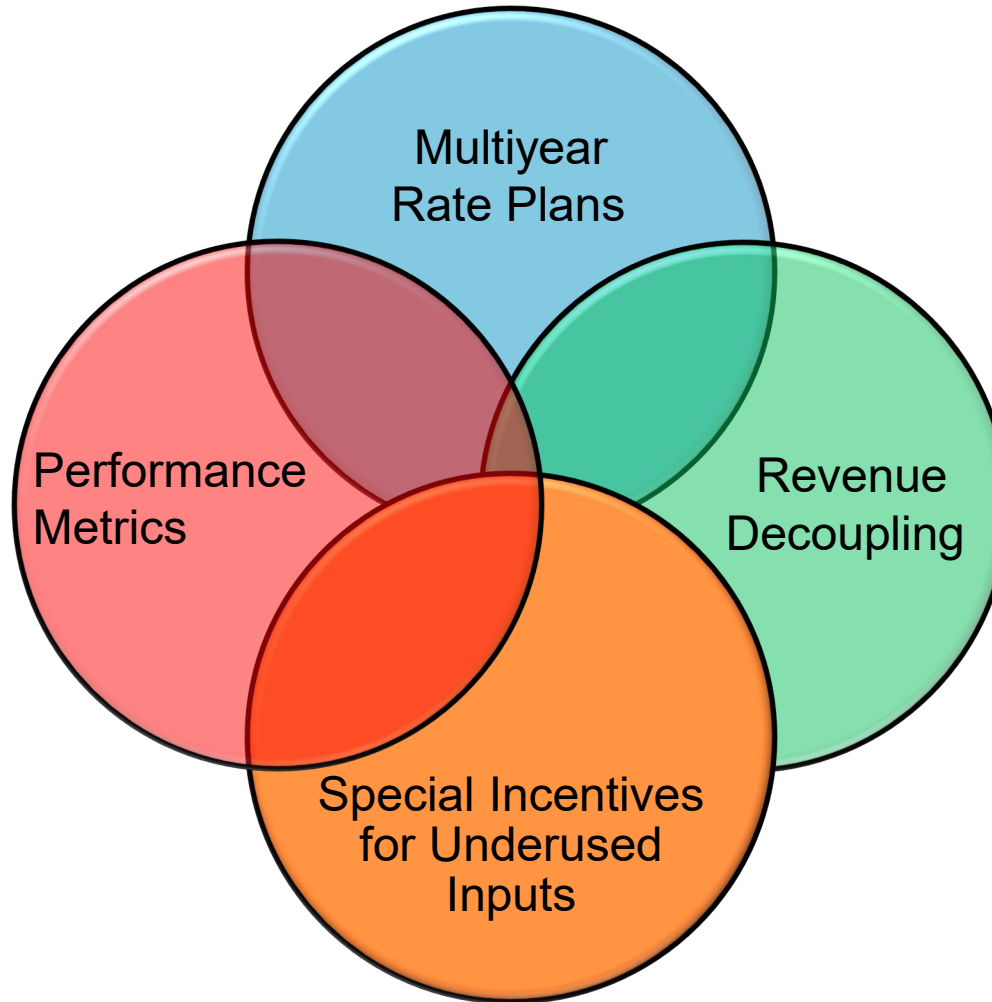 Multiyear
Rate Plans
Performance
Metrics
Revenue
Decoupling
Special Incentives
for Underused
Inputs